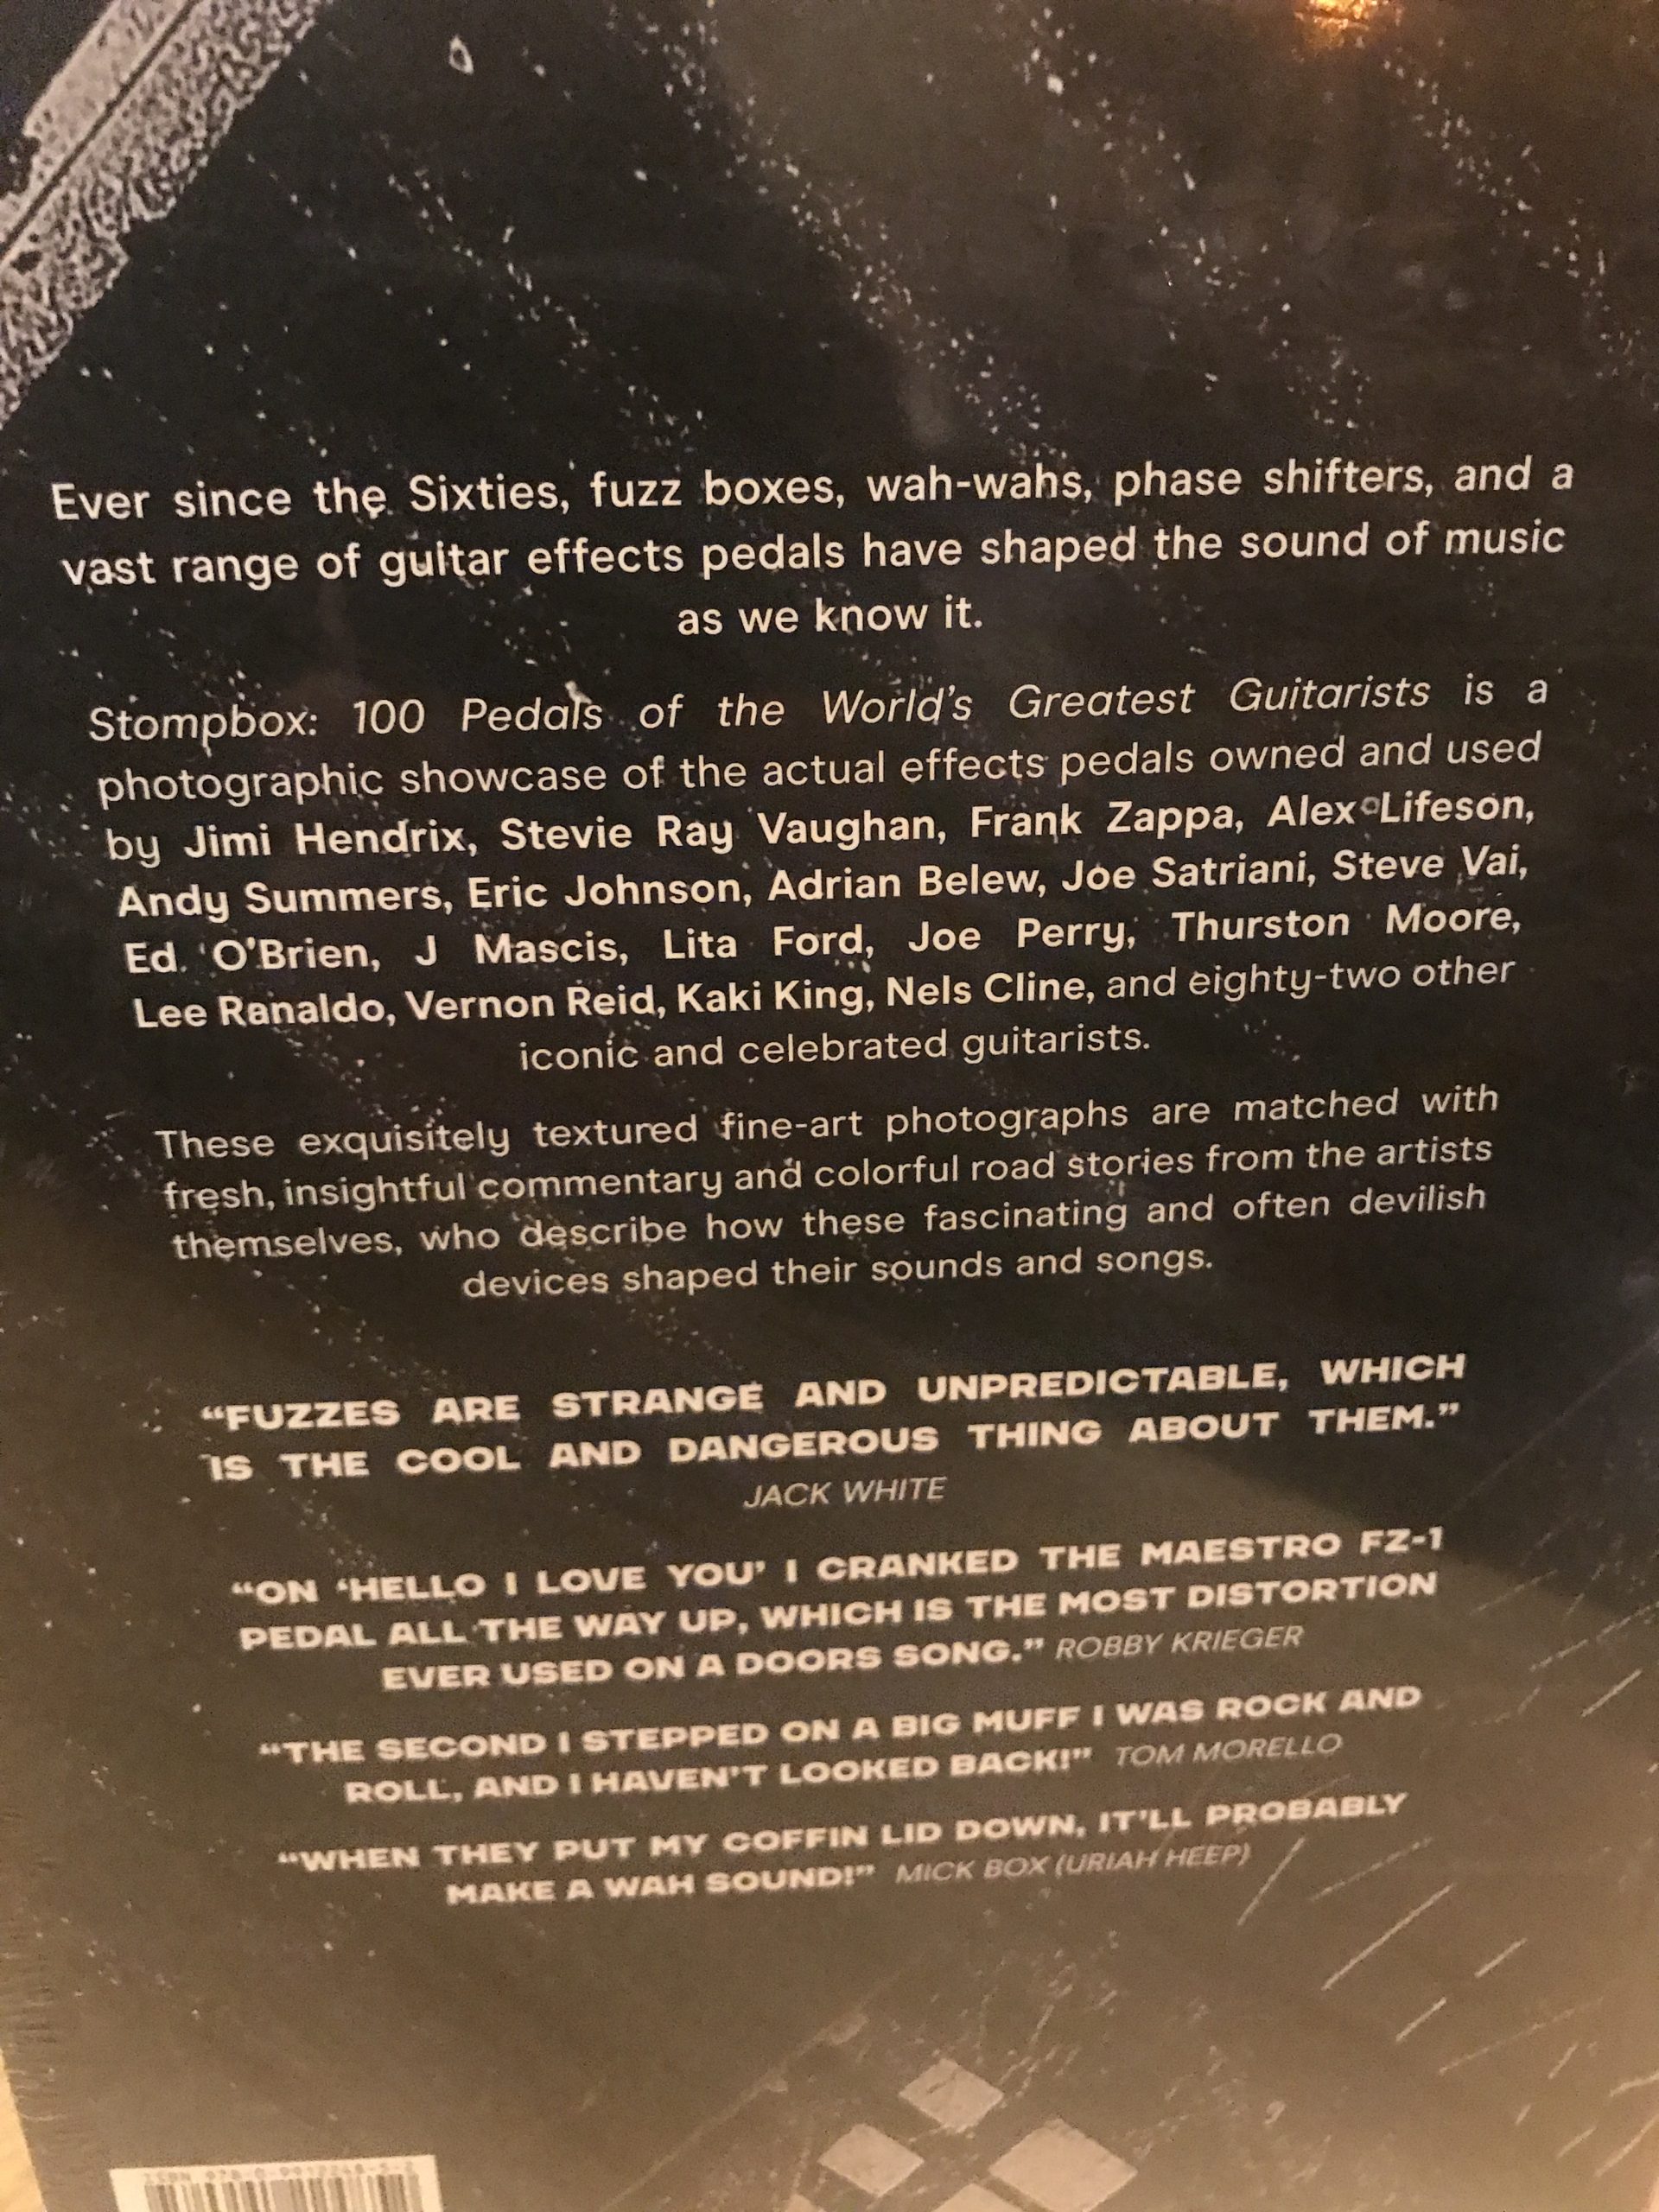 Ever since the Sixties, fuzz boxes, wah-wahs, phase shifters, and a
vast range of guitar effects pedals have shaped the sound of music
as we know it.
Stompbox: 100 Pedals of the World's Greatest Guitarists is a
photographic showcase of the actual effects pedals owned and used
by Jimi Hendrix, Stevie Ray Vaughan, Frank Zappa, Alex Lifeson,
Andy Summers, Eric Johnson, Adrian Belew, Joe Satriani, Steve Vai,
Ed O'Brien, J Mascis, Lita Ford, Joe Perry, Thurston Moore,
Lee Ranaldo, Vernon Reid, Kaki King, Nels Cline, and eighty-two other
iconic and celebrated guitarists.
These exquisitely textured fine-art photographs are matched with
fresh, insightful commentary and colorful road stories from the artists
themselves, who describe how these fascinating and often devilish
devices shaped their sounds and songs.
“FUZZES ARE STRANGE AND UNPREDICTABLE, WHICH
IS THE COOL AND DANGEROUS THING ABOUT THEM.”
JACK WHITE
“ON ‘HELLO I LOVE YOU’ I CRANKED THE MAESTRO FZ-1
PEDAL ALL THE WAY UP, WHICH IS THE MOST DISTORTION
EVER USED ON A DOORS SONG.” ROBBY KRIEGER
“THE SECOND I STEPPED ON A BIG MUFF I WAS ROCK AND
ROLL, AND I HAVEN'T LOOKED BACK!” TOM MORELLO
“WHEN THEY PUT MY COFFIN LID DOWN, IT'LL PROBABLY
MAKE A WAH SOUND!” MICK BOX (URIAH HEEP)
ISBN